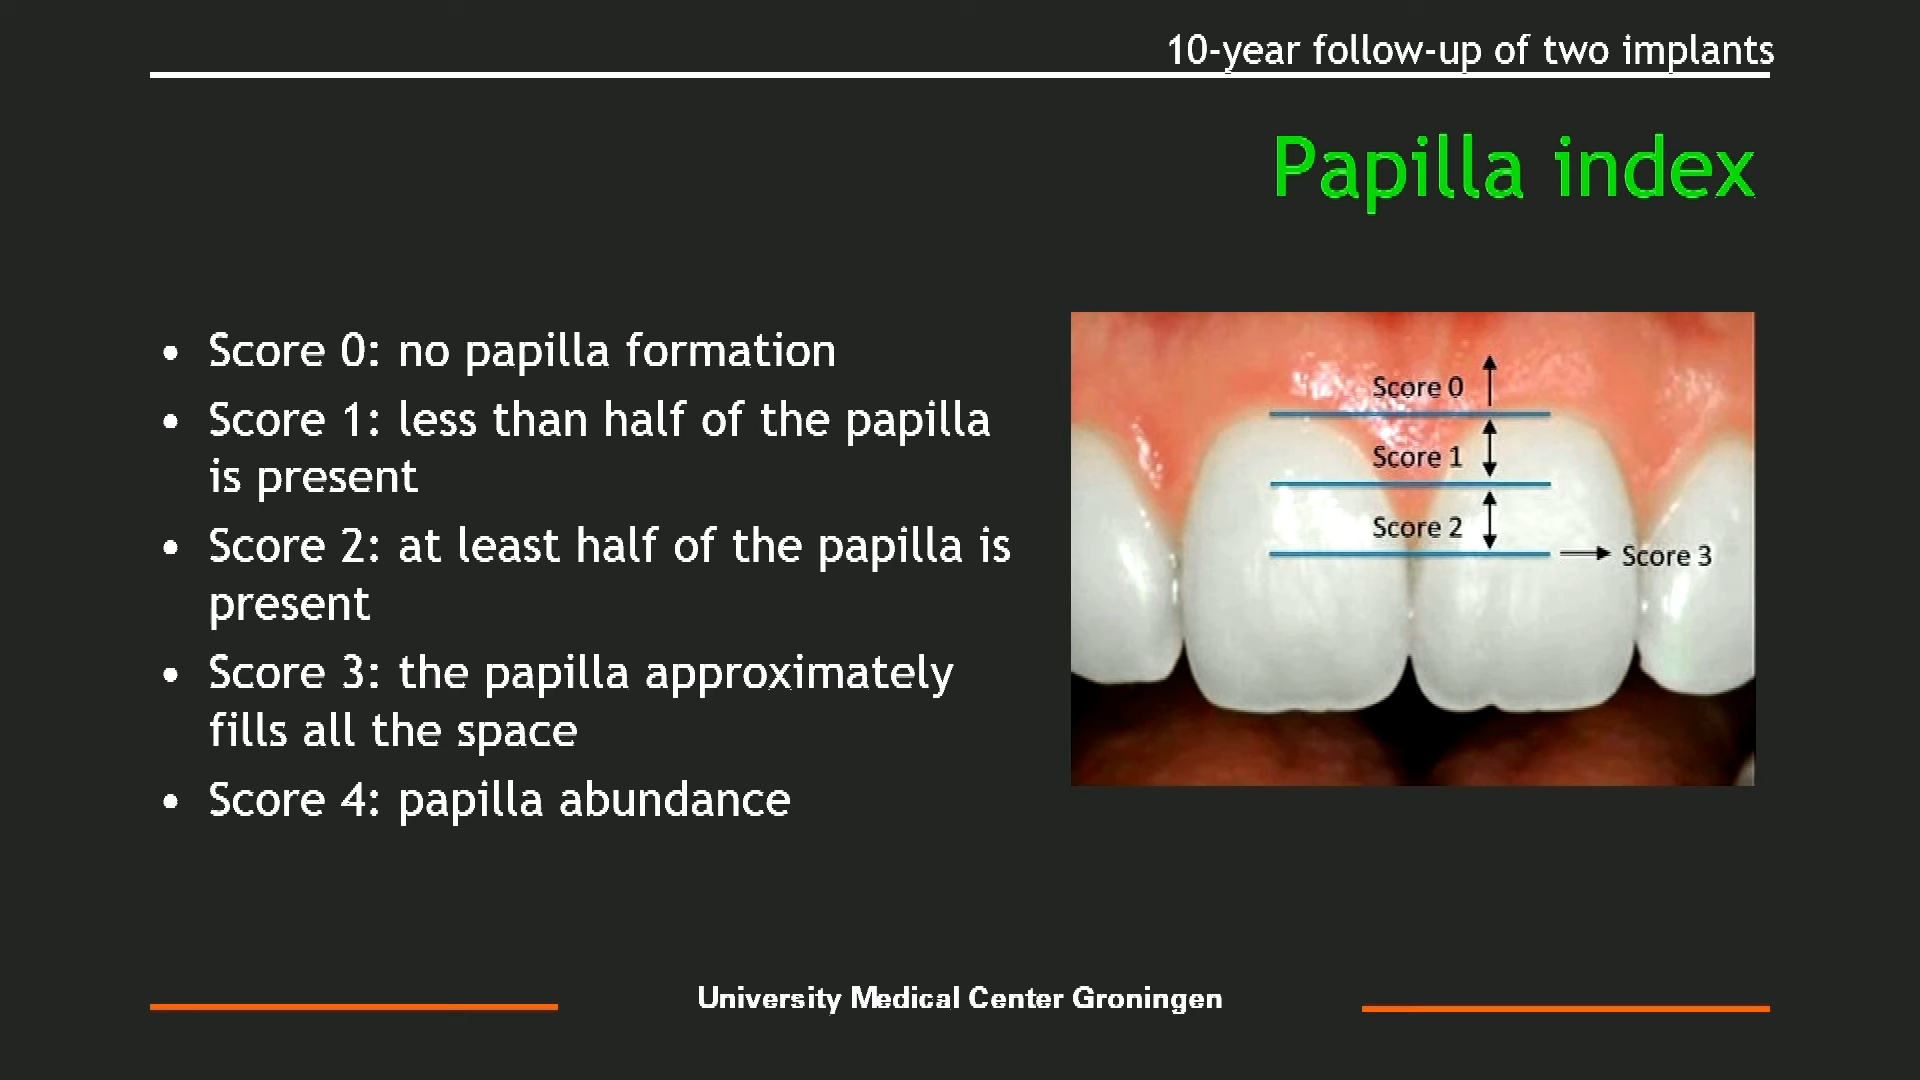 10-year follow-up of two implants
Papilla index
• Score 0: no papilla formation
• Score 1: less than half of the papilla
is present
• Score 2: at least half of the papilla is
present
• Score 3: the papilla approximately
fills all the space
• Score 4: papilla abundance
Score 0
Score 1
Score 2
Score 3
University Medical Center Groningen